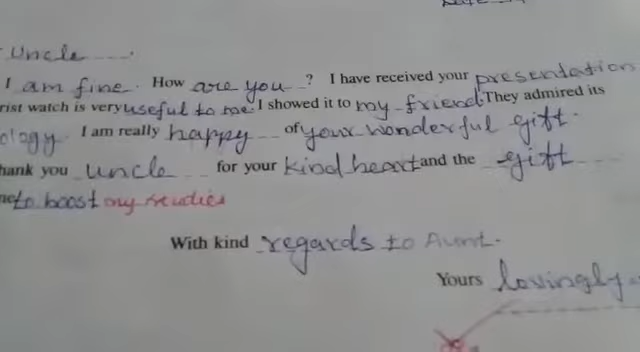 Uncle
I am fine. How are you ? I have received your presendation
rist watch is very useful to me. I showed it to my friend. They admired its
ology. I am really happy of your wonderful gift.
hank you uncle for your kind heart and the gift
to boost my studies
With kind regards to Aunt.
Yours lovingly.